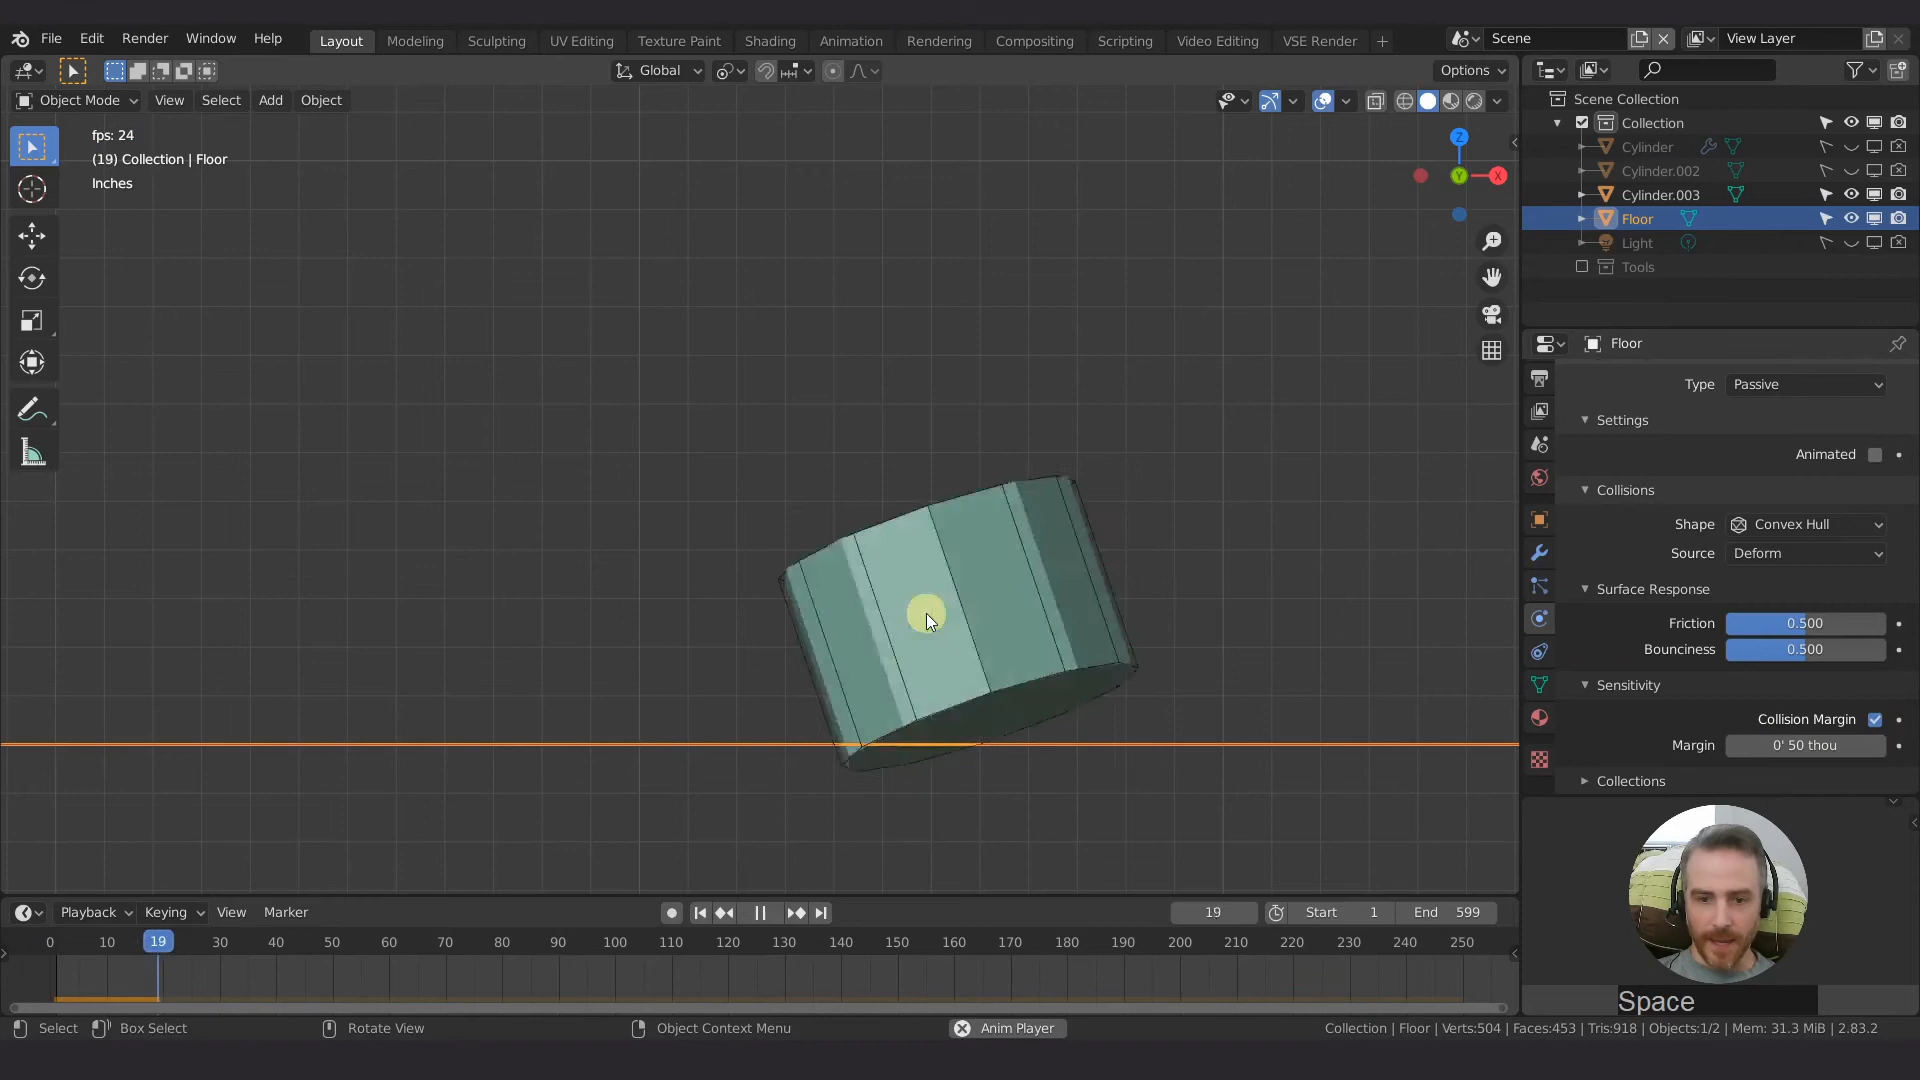 File Edit Render Window Help Layout Modeling Sculpting UV Editing Texture Paint Shading Animation Rendering Compositing Scripting Video Editing VSE Render + Scene View Layer
Global Options
Object Mode View Select Add Object
fps: 24
(19) Collection | Floor
Inches
Z
Y X
Scene Collection
Collection
Cylinder
Cylinder.002
Cylinder.003
Floor
Light
Tools
Floor
Type Passive
Settings
Animated
Collisions
Shape Convex Hull
Source Deform
Surface Response
Friction 0.500
Bounciness 0.500
Sensitivity
Collision Margin
Margin 0' 50 thou
Collections
Playback Keying View Marker 19 Start 1 End 599
0 10 19 30 40 50 60 70 80 90 100 110 120 130 140 150 160 170 180 190 200 210 220 230 240 250
Space
Select Box Select Rotate View Object Context Menu Anim Player Collection | Floor | Verts:504 | Faces:453 | Tris:918 | Objects:1/2 | Mem: 31.3 MiB | 2.83.2